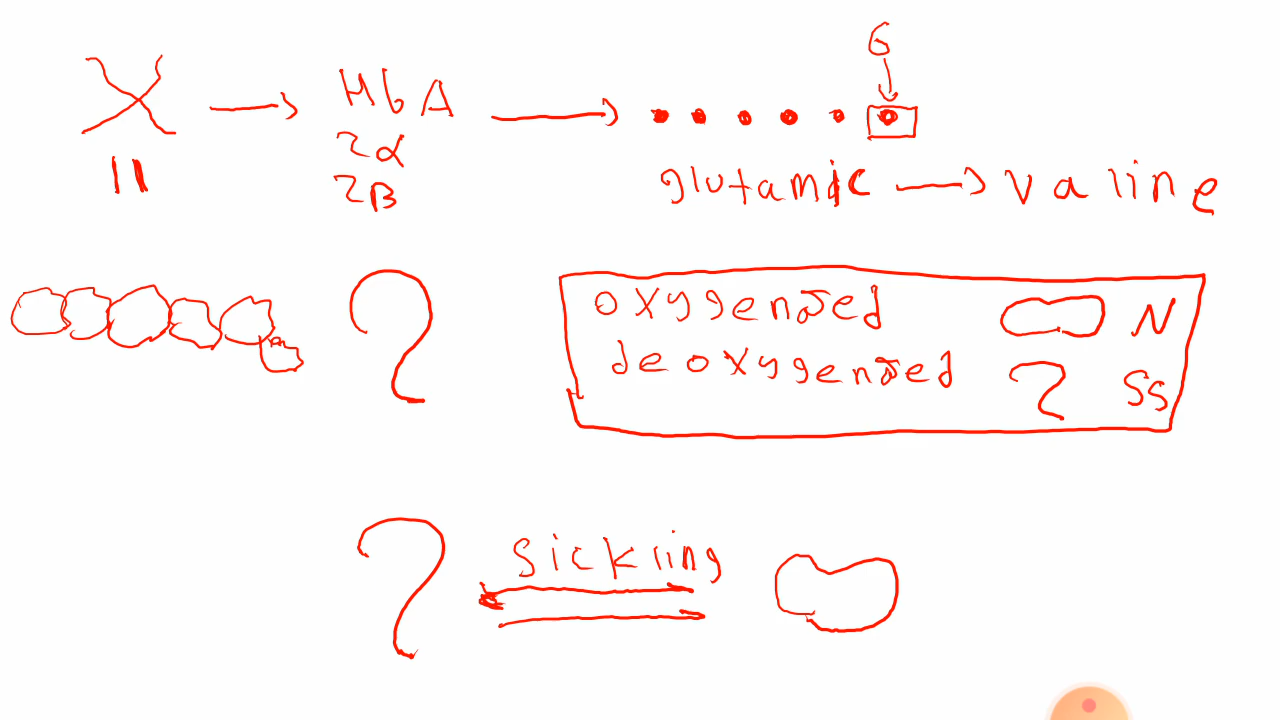 6
HbA
2α
2B
11
glutamic → valine
oxygenated N
deoxygenated SS
Sickling